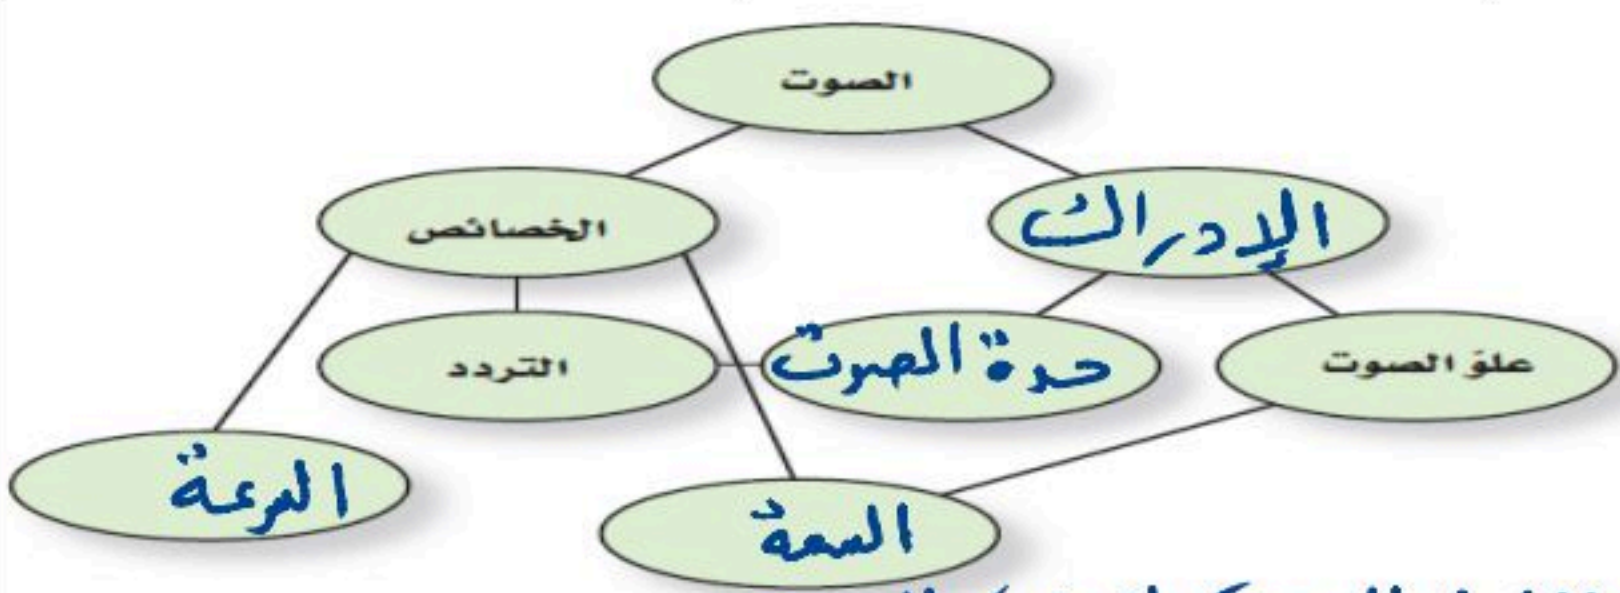 الصوت
الإدراك
الخصائص
علوّ الصوت
حدة الصوت
التردد
السرعة
السعة